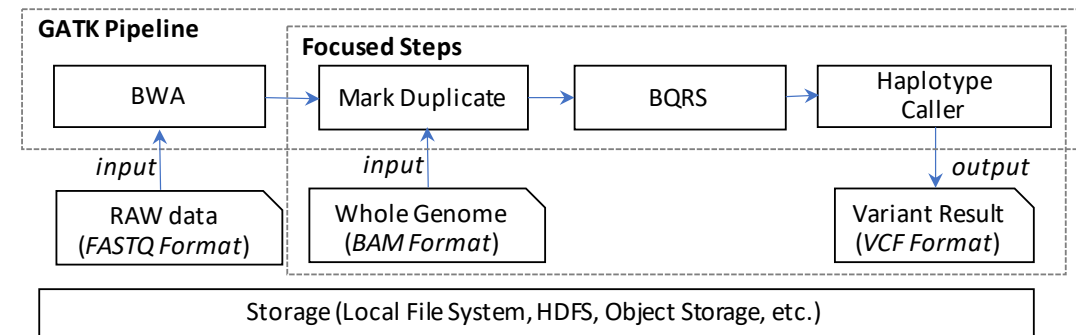 GATK Pipeline
Focused Steps
BWA
Mark Duplicate
BQRS
Haplotype
Caller
input
input
output
RAW data
(FASTQ Format)
Whole Genome
(BAM Format)
Variant Result
(VCF Format)
Storage (Local File System, HDFS, Object Storage, etc.)